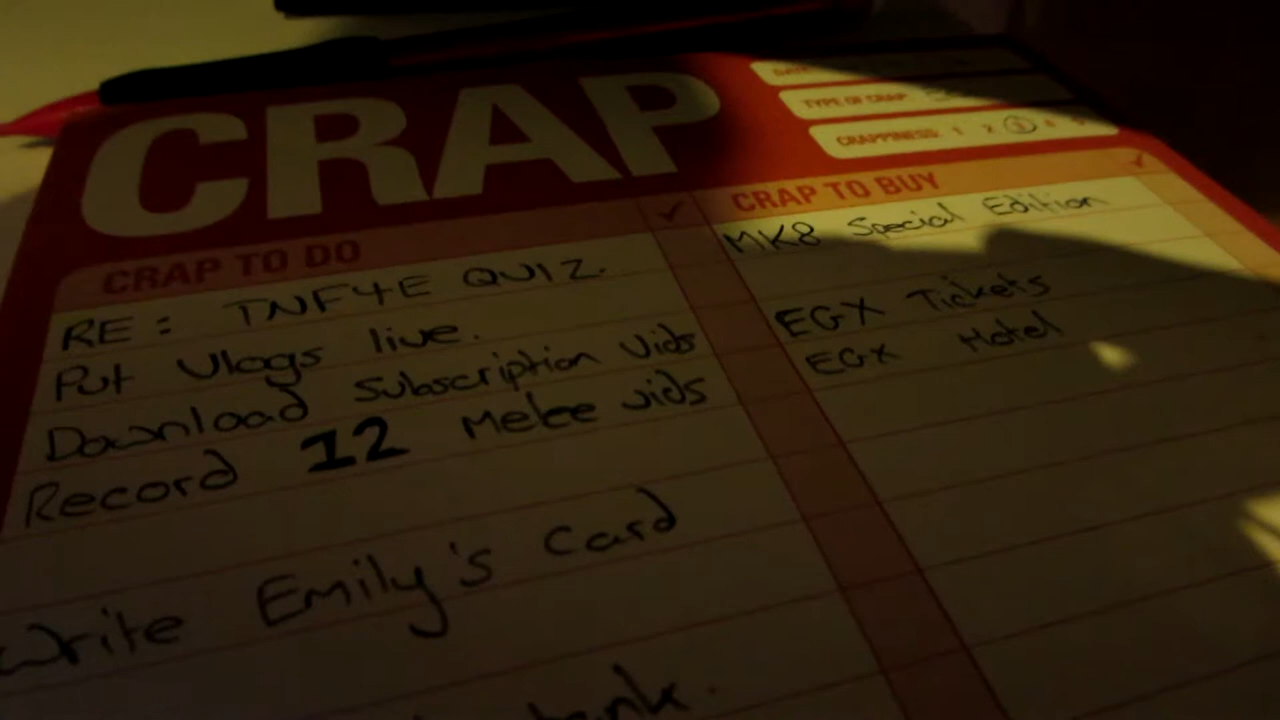 CRAP
TYPE OF CRAP:
CRAPPINESS: 1 2 3 4 5
CRAP TO DO
RE: TNF4E QUIZ.
Put Vlogs live.
Download Subscription Vids
Record 12 Melee vids
Write Emily's Card
CRAP TO BUY
MK8 Special Edition
EGX Tickets
EGX Hotel